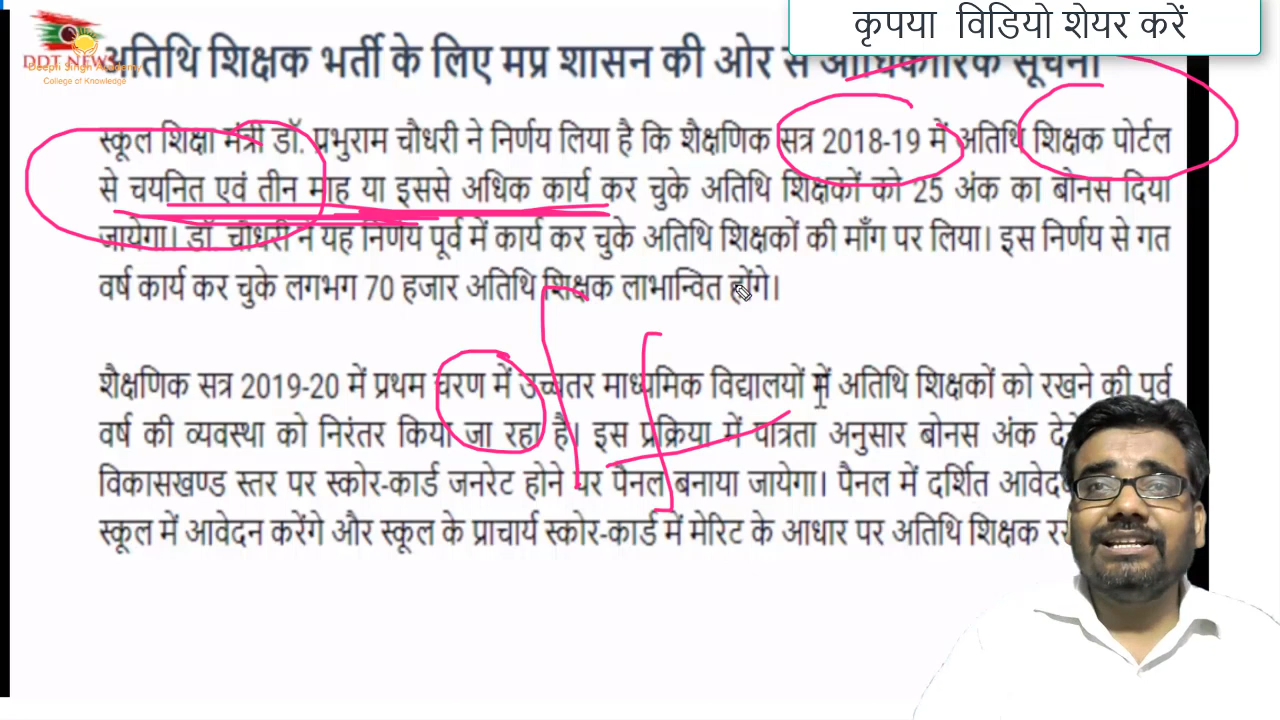 कृपया विडियो शेयर करें
DDT NEWS
Deepti Singh Academy
College of Knowledge
अतिथि शिक्षक भर्ती के लिए मप्र शासन की ओर से आधिकारिक सूचना
स्कूल शिक्षा मंत्री डॉ. प्रभुराम चौधरी ने निर्णय लिया है कि शैक्षणिक सत्र 2018-19 में अतिथि शिक्षक पोर्टल
से चयनित एवं तीन माह या इससे अधिक कार्य कर चुके अतिथि शिक्षकों को 25 अंक का बोनस दिया
जायेगा। डॉ. चौधरी ने यह निर्णय पूर्व में कार्य कर चुके अतिथि शिक्षकों की माँग पर लिया। इस निर्णय से गत
वर्ष कार्य कर चुके लगभग 70 हजार अतिथि शिक्षक लाभान्वित होंगे।
शैक्षणिक सत्र 2019-20 में प्रथम चरण में उच्चतर माध्यमिक विद्यालयों में अतिथि शिक्षकों को रखने की पूर्व
वर्ष की व्यवस्था को निरंतर किया जा रहा है। इस प्रक्रिया में पात्रता अनुसार बोनस अंक
विकासखण्ड स्तर पर स्कोर-कार्ड जनरेट होने पर पैनल बनाया जायेगा। पैनल में दर्शित
स्कूल में आवेदन करेंगे और स्कूल के प्राचार्य स्कोर-कार्ड में मेरिट के आधार पर अतिथि शिक्षक